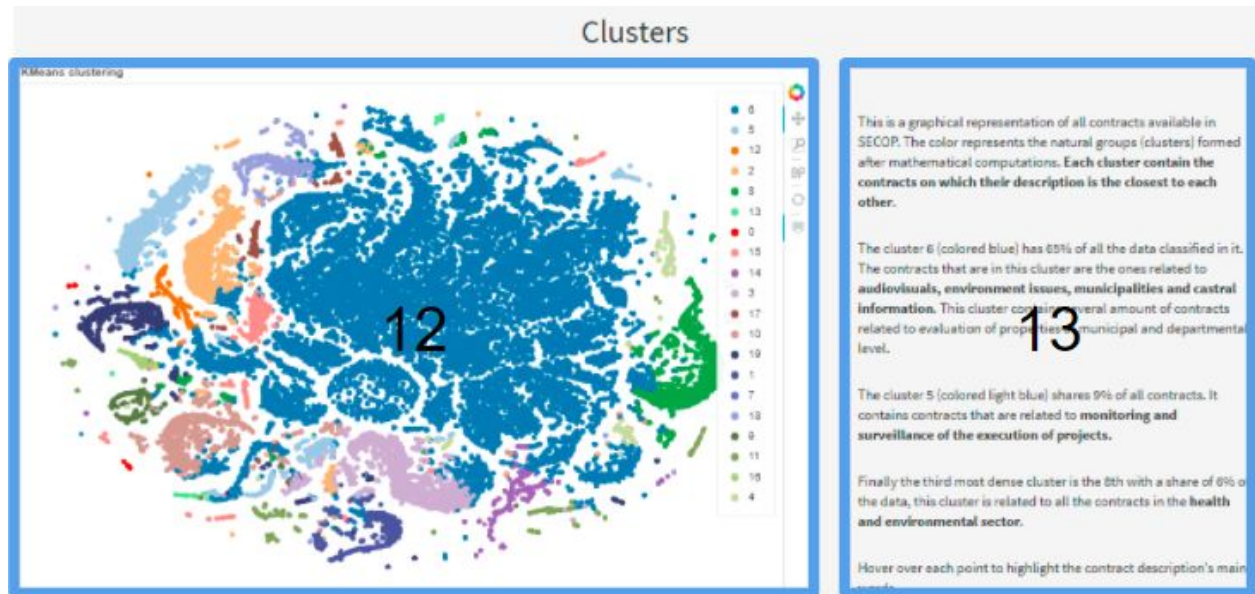 Clusters
KMeans clustering
6
5
12
2
8
13
0
15
14
3
17
10
19
1
7
18
9
11
16
4
12
This is a graphical representation of all contracts available in
SECOP. The color represents the natural groups (clusters) formed
after mathematical computations. Each cluster contain the
contracts on which their description is the closest to each
other.
The cluster 6 (colored blue) has 65% of all the data classified in it.
The contracts that are in this cluster are the ones related to
audiovisuals, environment issues, municipalities and castral
information. This cluster contains several amount of contracts
related to evaluation of properties municipal and departmental
level.
13
The cluster 5 (colored light blue) shares 9% of all contracts. It
contains contracts that are related to monitoring and
surveillance of the execution of projects.
Finally the third most dense cluster is the 8th with a share of 6% of
the data, this cluster is related to all the contracts in the health
and environmental sector.
Hover over each point to highlight the contract description's main